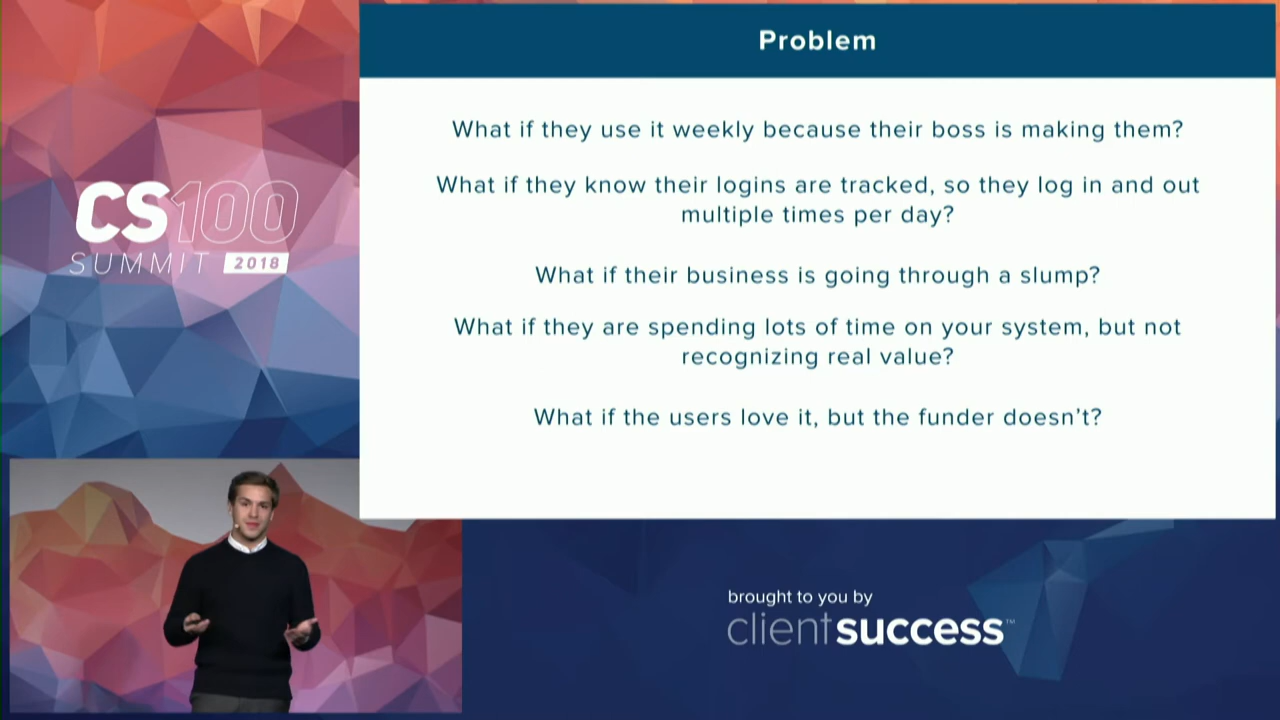 Problem
What if they use it weekly because their boss is making them?
What if they know their logins are tracked, so they log in and out
multiple times per day?
What if their business is going through a slump?
What if they are spending lots of time on your system, but not
recognizing real value?
What if the users love it, but the funder doesn't?
CS100
SUMMIT 2018
brought to you by
clientsuccess™